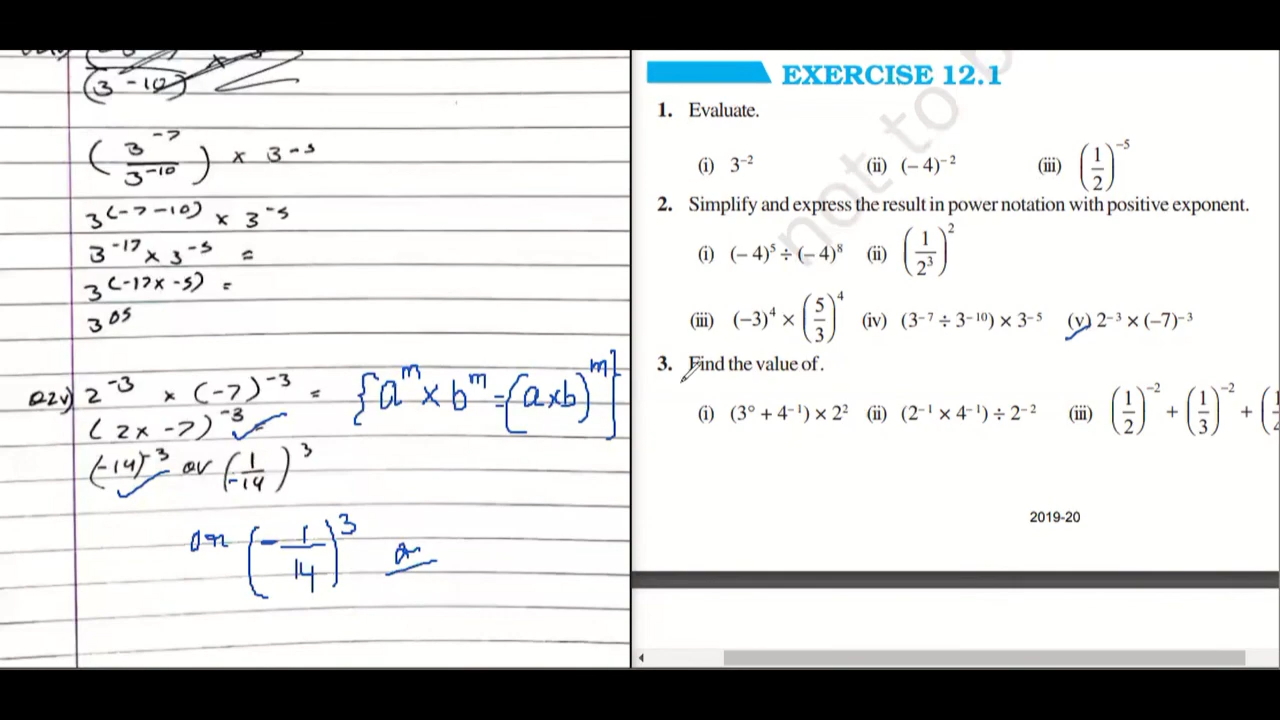 (3 -10)
( 3^-7 / 3^-10 ) × 3^-5
3^(-7-10) × 3^-5
3^-17 × 3^-5 =
3^(-17x -5) =
3^05
Q2v) 2^-3 × (-7)^-3 = {a^m × b^m = (a×b)^m}
(2x -7)^-3
(-14)^-3 or (1/-14)^3
or (-1/14)^3
EXERCISE 12.1
not to b
1. Evaluate.
(i) 3^–2 (ii) (– 4)^– 2 (iii) (1/2)^–5
2. Simplify and express the result in power notation with positive exponent.
(i) (– 4)^5 ÷ (– 4)^8 (ii) (1/2^3)^2
(iii) (–3)^4 × (5/3)^4 (iv) (3^–7 ÷ 3^–10) × 3^–5 (v) 2^–3 × (–7)^–3
3. Find the value of.
(i) (3° + 4^–1) × 2^2 (ii) (2^–1 × 4^–1) ÷ 2^–2 (iii) (1/2)^–2 + (1/3)^–2 + (
2019-20